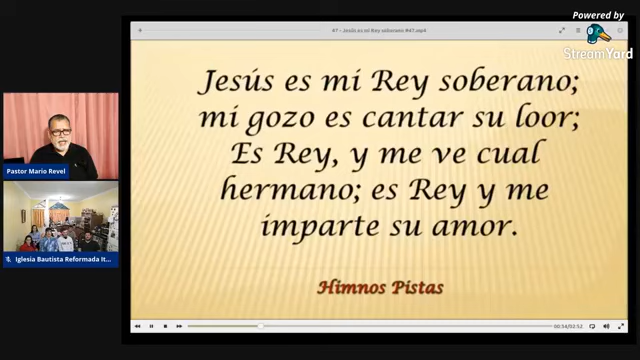 Powered by
StreamYard
47 - Jesús es mi Rey soberano #47.mp4
Jesús es mi Rey soberano;
mi gozo es cantar su loor;
Es Rey, y me ve cual
hermano; es Rey y me
imparte su amor.
Himnos Pistas
Pastor Mario Revel
Iglesia Bautista Reformada It...
00:34/02:52